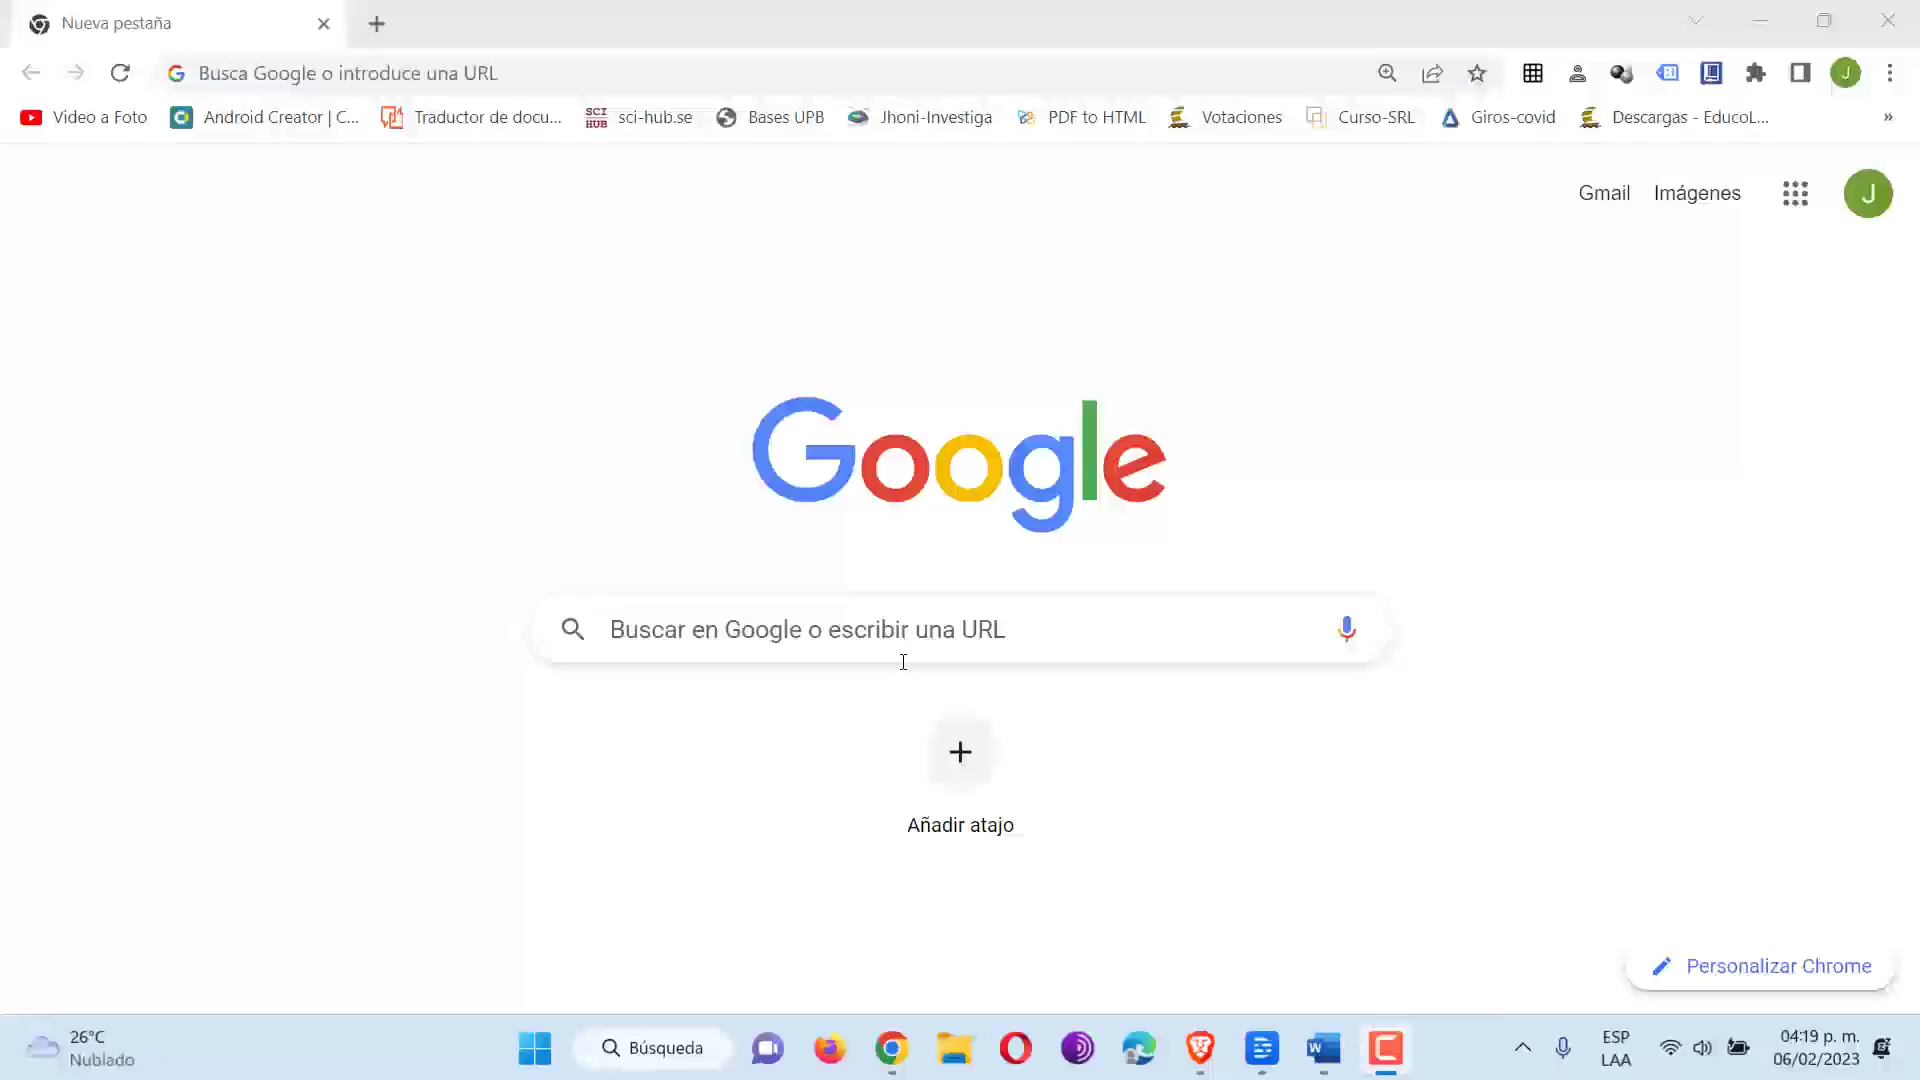 Nueva pestaña
Busca Google o introduce una URL
J
Video a Foto
Android Creator | C...
Traductor de docu...
SCI HUB
sci-hub.se
Bases UPB
Jhoni-Investiga
PDF to HTML
Votaciones
Curso-SRL
Giros-covid
Descargas - EducoL...
»
Gmail
Imágenes
J
Google
Buscar en Google o escribir una URL
Añadir atajo
Personalizar Chrome
26°C
Nublado
Búsqueda
ESP
LAA
04:19 p. m.
06/02/2023